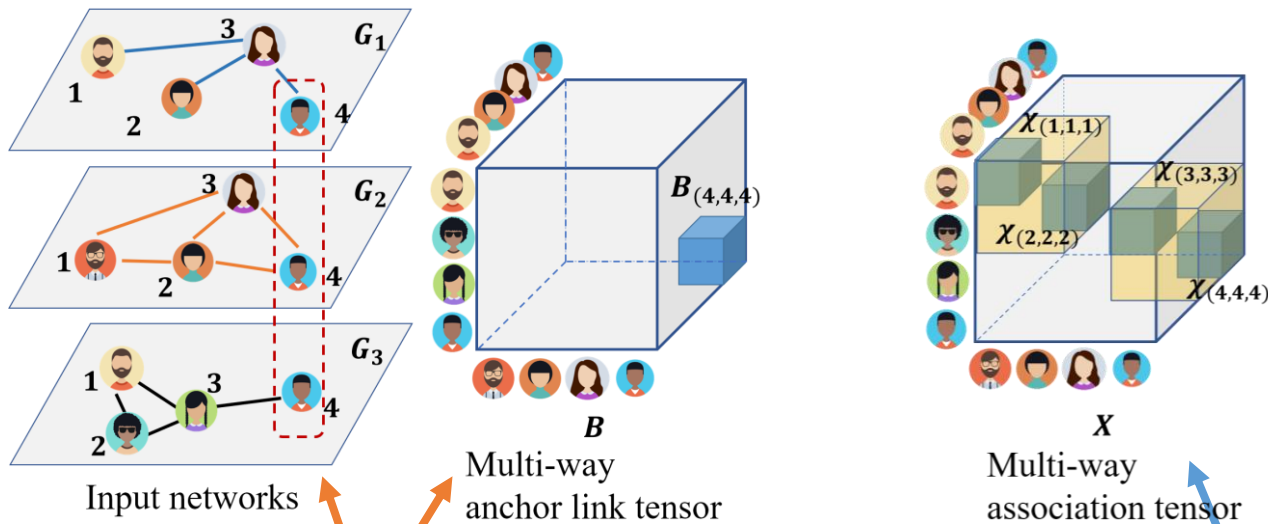 G₁
3
1
2
4
G₂
3
1
2
4
G₃
1
3
2
4
Input networks
B₍₄,₄,₄₎
B
Multi-way
anchor link tensor
χ₍₁,₁,₁₎
χ₍₃,₃,₃₎
χ₍₂,₂,₂₎
χ₍₄,₄,₄₎
X
Multi-way
association tensor